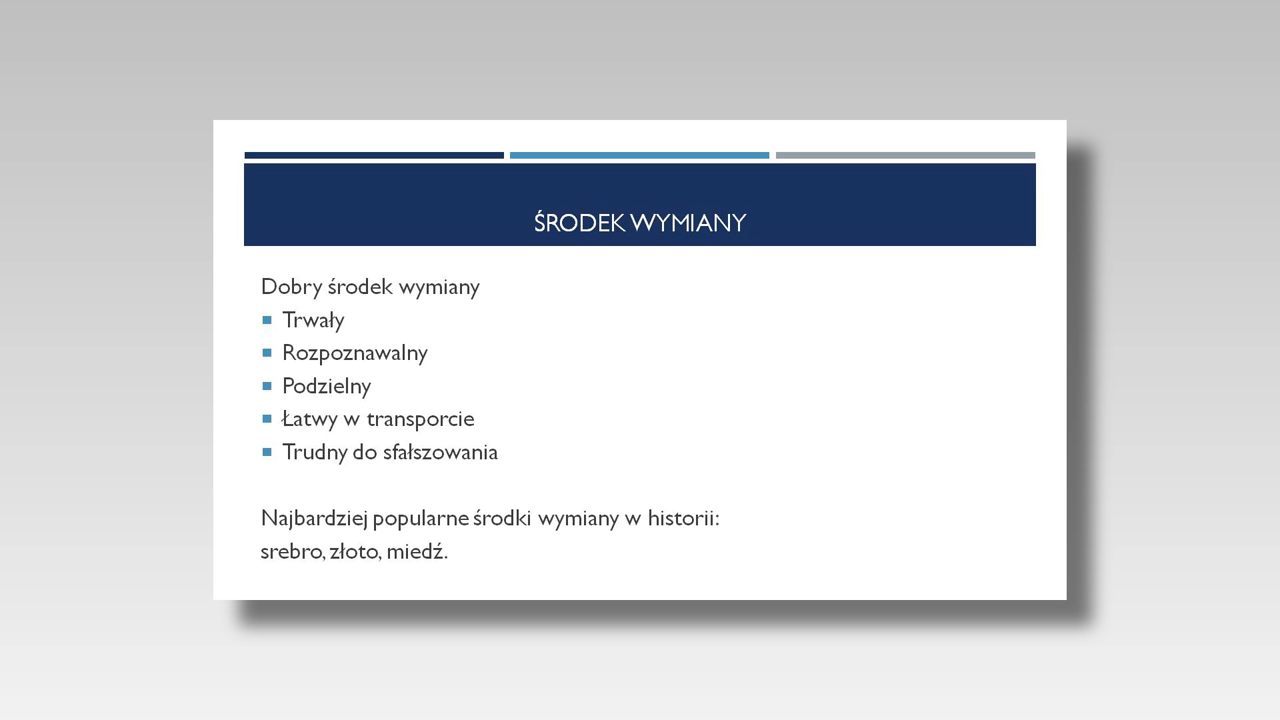 ŚRODEK WYMIANY
Dobry środek wymiany
Trwały
Rozpoznawalny
Podzielny
Łatwy w transporcie
Trudny do sfałszowania
Najbardziej popularne środki wymiany w historii:
srebro, złoto, miedź.